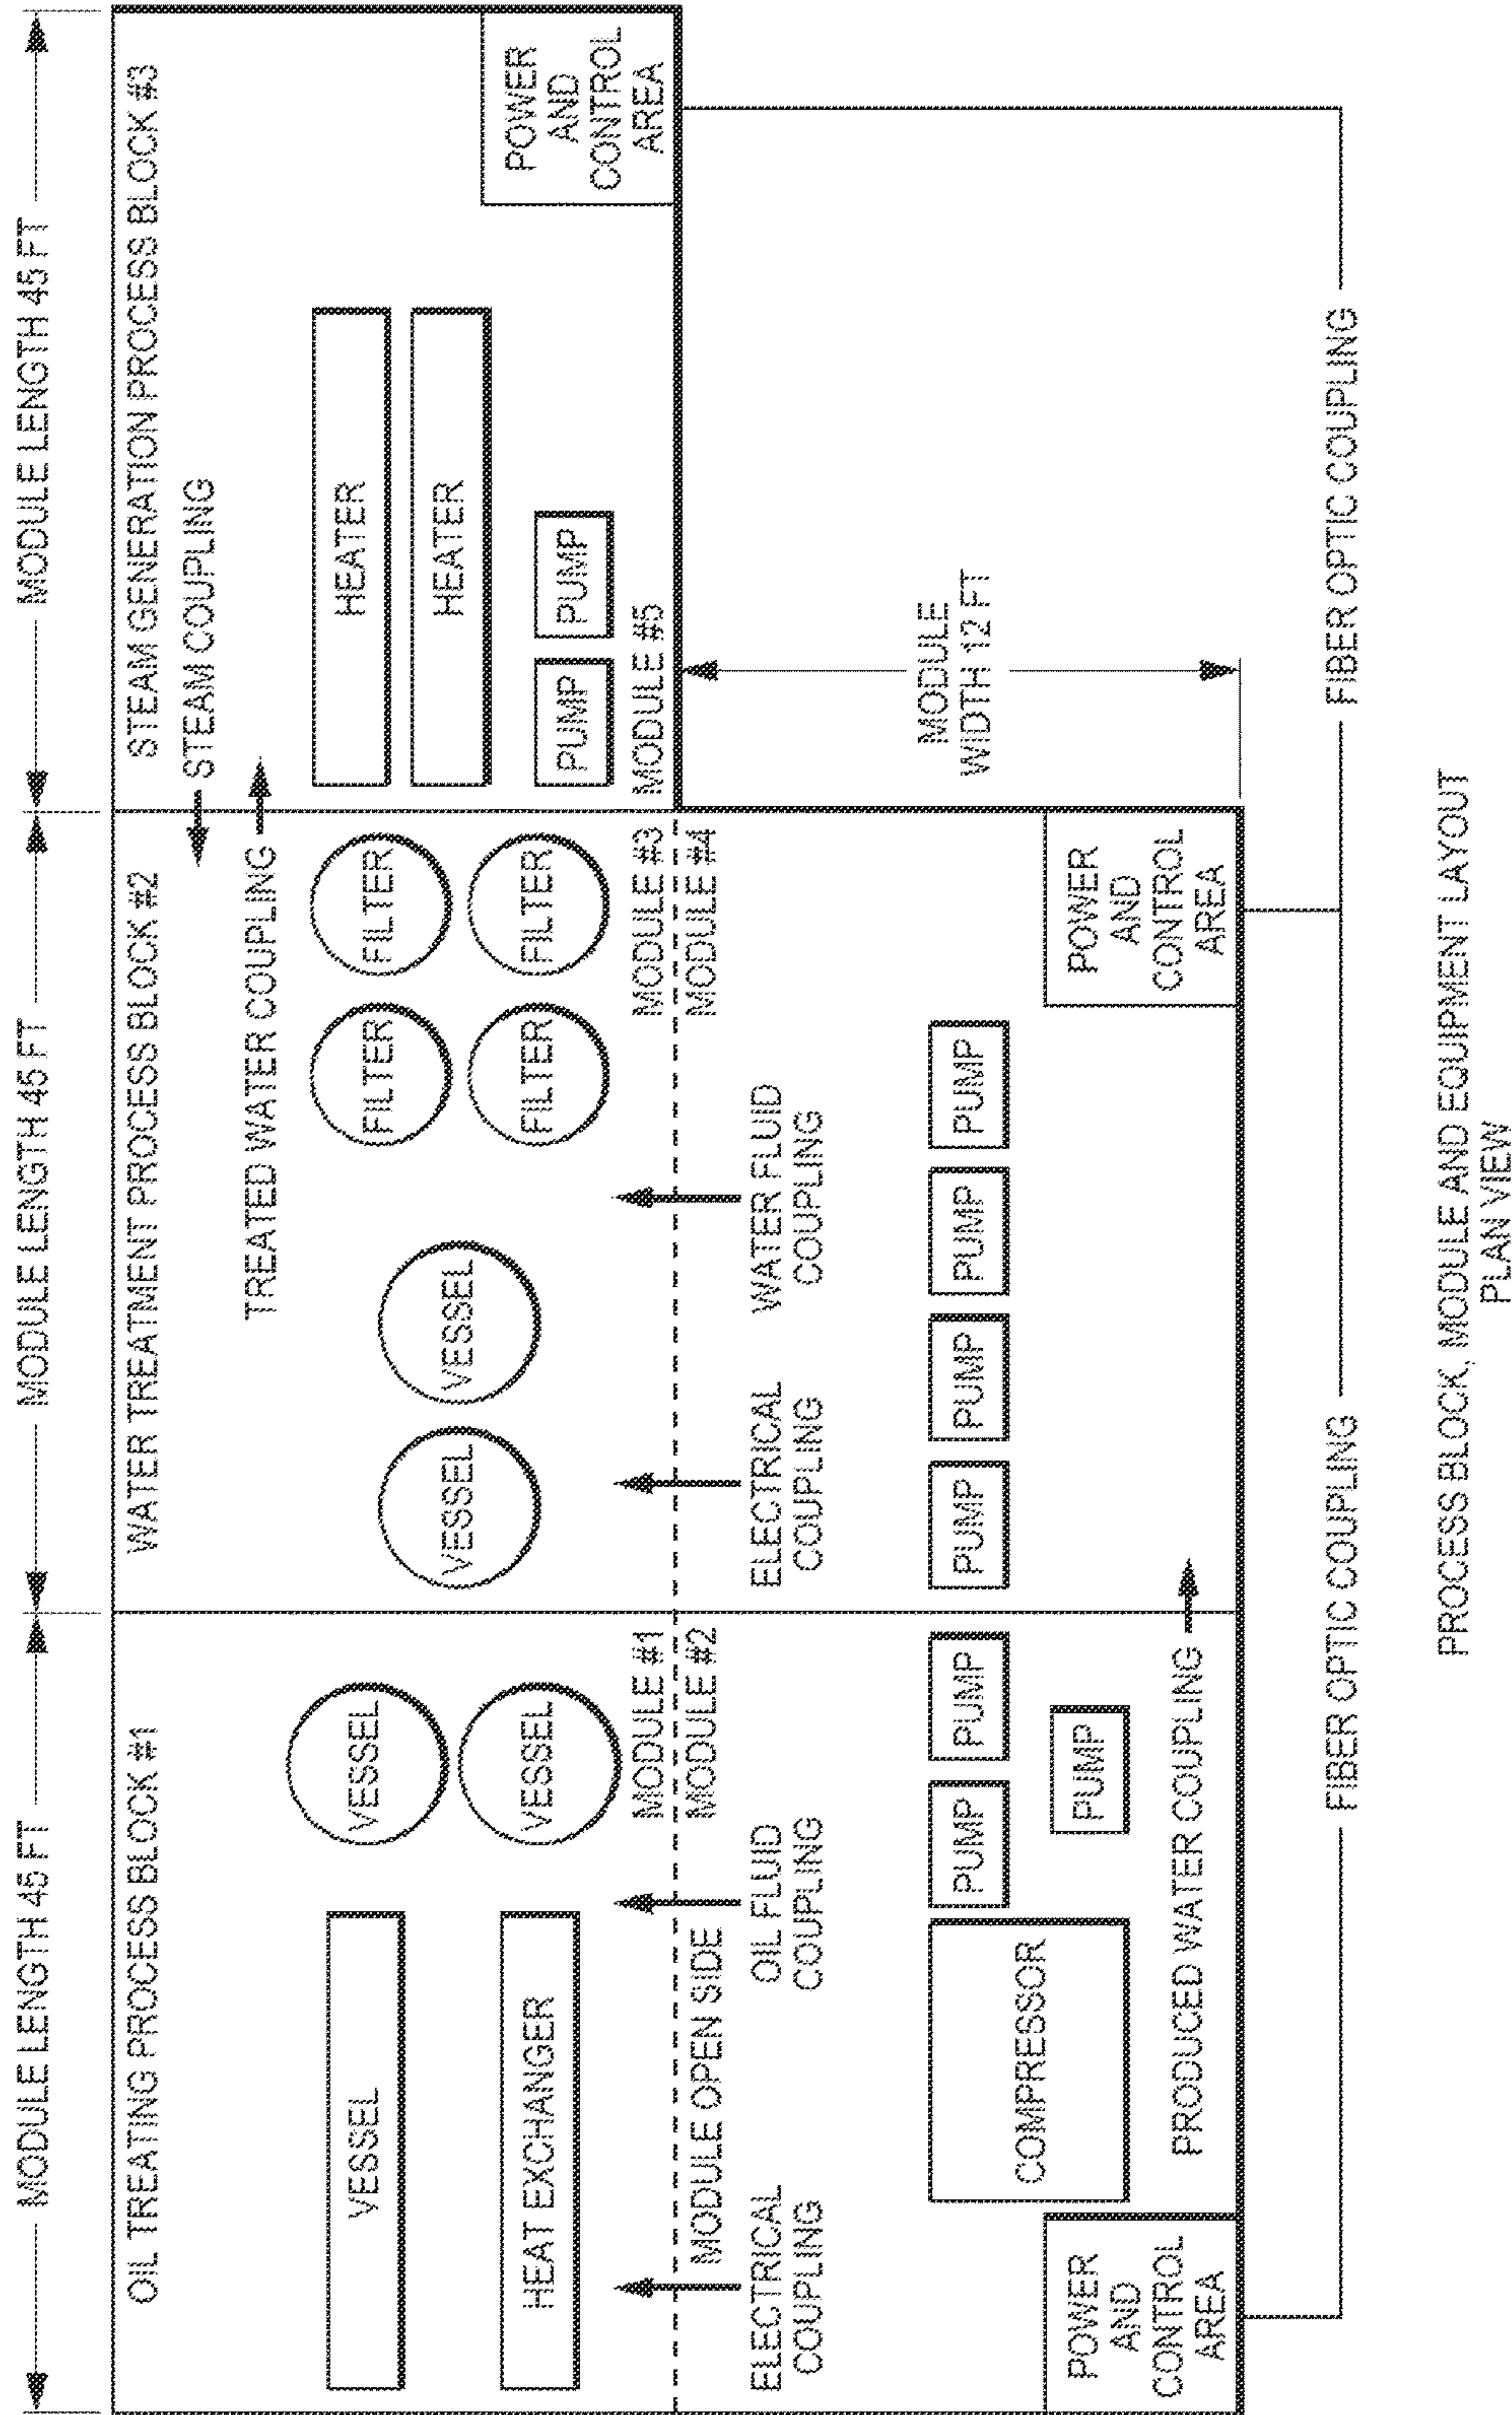 MODULE LENGTH 45 FT
MODULE LENGTH 45 FT
MODULE LENGTH 45 FT
OIL TREATING PROCESS BLOCK #1
WATER TREATMENT PROCESS BLOCK #2
STEAM GENERATION PROCESS BLOCK #3
STEAM COUPLING
TREATED WATER COUPLING
VESSEL
VESSEL
HEAT EXCHANGER
VESSEL
VESSEL
VESSEL
FILTER
FILTER
FILTER
FILTER
HEATER
HEATER
PUMP
PUMP
POWER
AND
CONTROL
AREA
MODULE #1
MODULE #3
MODULE #5
MODULE OPEN SIDE
MODULE #2
MODULE #4
ELECTRICAL
COUPLING
OIL FLUID
COUPLING
ELECTRICAL
COUPLING
WATER FLUID
COUPLING
MODULE
WIDTH 12 FT
COMPRESSOR
PUMP
PUMP
PUMP
PUMP
PUMP
PUMP
PUMP
POWER
AND
CONTROL
AREA
PRODUCED WATER COUPLING
POWER
AND
CONTROL
AREA
FIBER OPTIC COUPLING
FIBER OPTIC COUPLING
PROCESS BLOCK, MODULE AND EQUIPMENT LAYOUT
PLAN VIEW